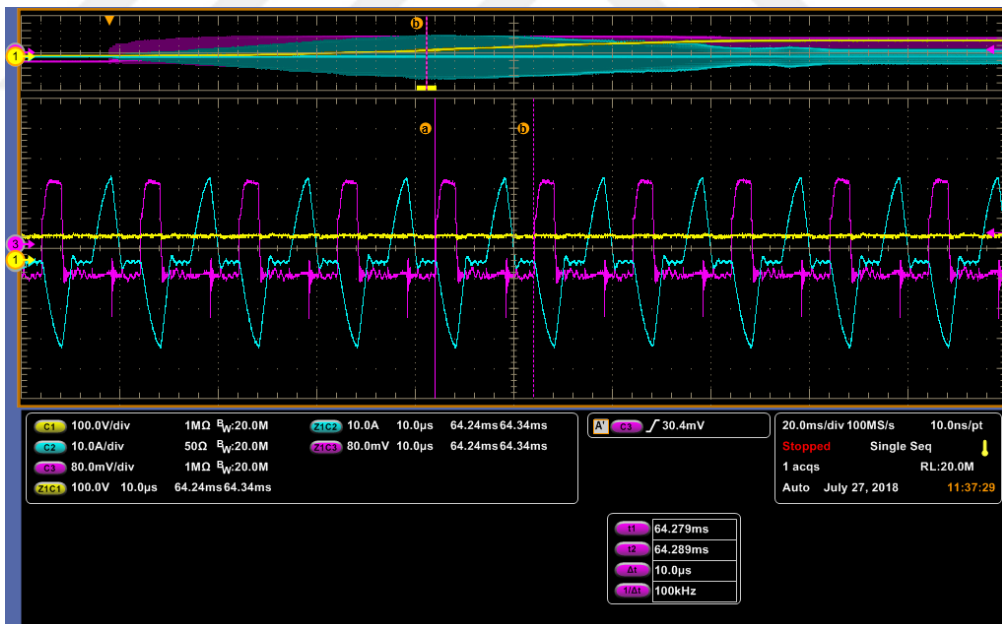 b
1
a
b
3
1
C1 100.0V/div 1MΩ BW:20.0M
C2 10.0A/div 50Ω BW:20.0M
C3 80.0mV/div 1MΩ BW:20.0M
Z1C1 100.0V 10.0µs 64.24ms 64.34ms
Z1C2 10.0A 10.0µs 64.24ms 64.34ms
Z1C3 80.0mV 10.0µs 64.24ms 64.34ms
A' C3 30.4mV
20.0ms/div 100MS/s 10.0ns/pt
Stopped Single Seq
1 acqs RL:20.0M
Auto July 27, 2018 11:37:29
t1 64.279ms
t2 64.289ms
Δt 10.0µs
1/Δt 100kHz